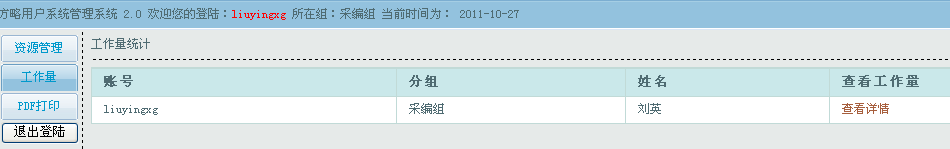 方略用户系统管理系统 2.0 欢迎您的登陆：liuyingxg 所在组：采编组 当前时间为： 2011-10-27
资源管理
工作量
PDF打印
退出登陆
工作量统计
账号 分组 姓名 查看工作量
liuyingxg 采编组 刘英 查看详情